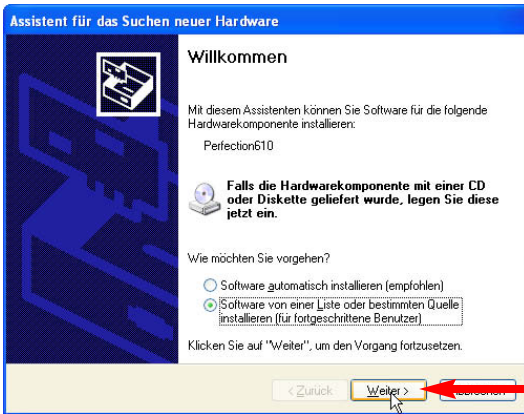 Assistent für das Suchen neuer Hardware
Willkommen
Mit diesem Assistenten können Sie Software für die folgende
Hardwarekomponente installieren:
Perfection610
Falls die Hardwarekomponente mit einer CD
oder Diskette geliefert wurde, legen Sie diese
jetzt ein.
Wie möchten Sie vorgehen?
Software automatisch installieren (empfohlen)
Software von einer Liste oder bestimmten Quelle
installieren (für fortgeschrittene Benutzer)
Klicken Sie auf "Weiter", um den Vorgang fortzusetzen.
< Zurück Weiter >